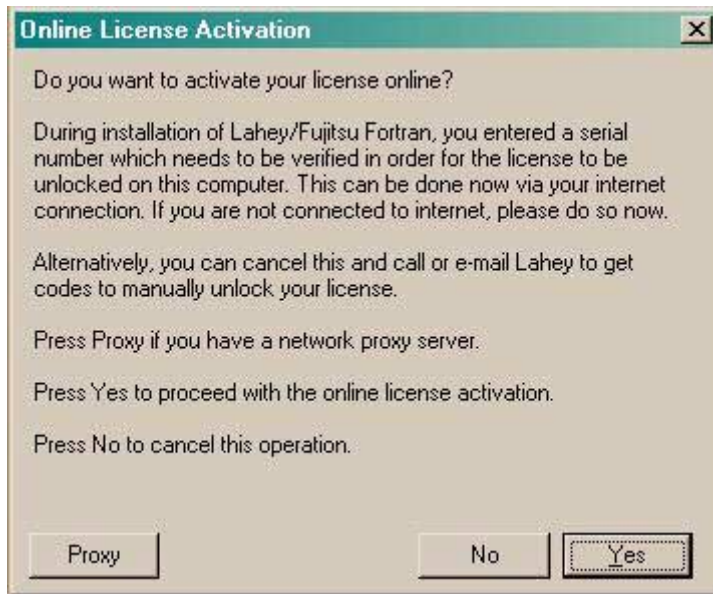 Online License Activation
Do you want to activate your license online?
During installation of Lahey/Fujitsu Fortran, you entered a serial
number which needs to be verified in order for the license to be
unlocked on this computer. This can be done now via your internet
connection. If you are not connected to internet, please do so now.
Alternatively, you can cancel this and call or e-mail Lahey to get
codes to manually unlock your license.
Press Proxy if you have a network proxy server.
Press Yes to proceed with the online license activation.
Press No to cancel this operation.
Proxy No Yes